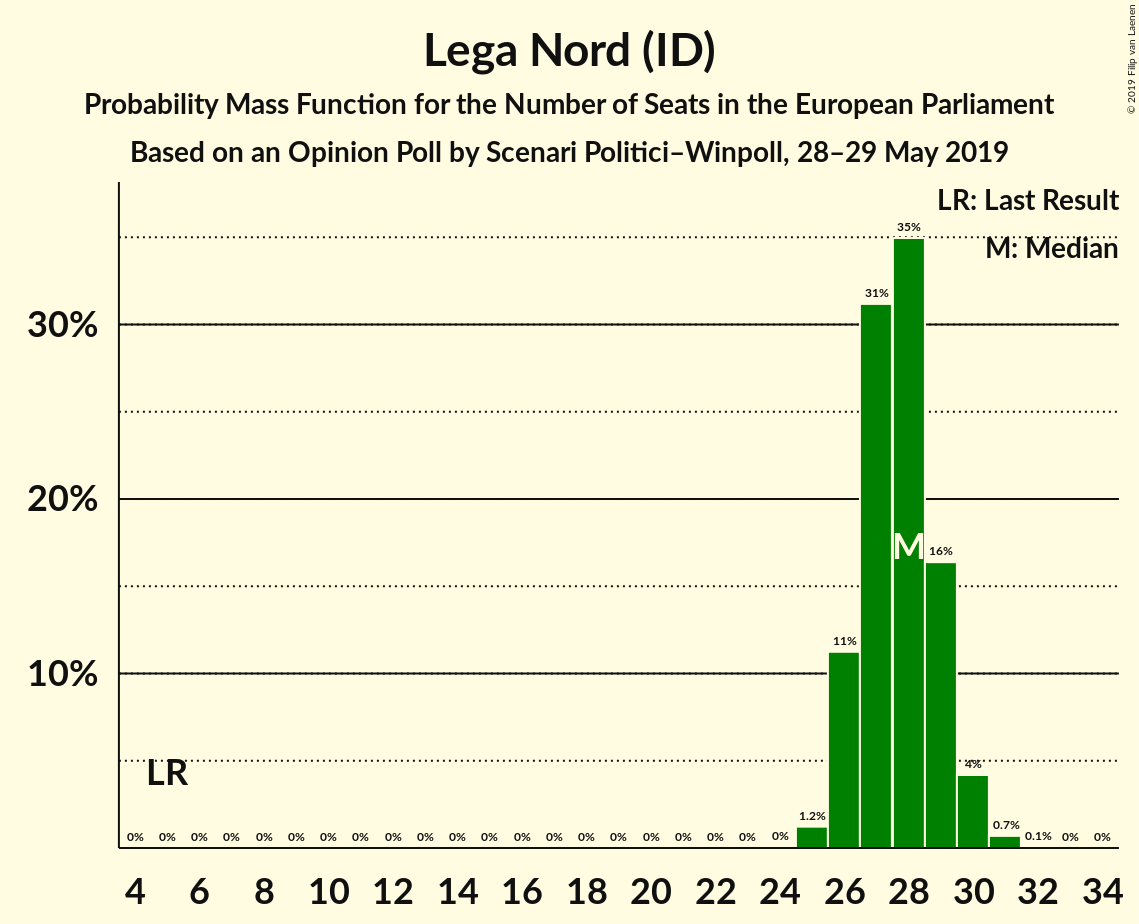 Lega Nord (ID)
Probability Mass Function for the Number of Seats in the European Parliament
Based on an Opinion Poll by Scenari Politici–Winpoll, 28–29 May 2019
© 2019 Filip van Laenen
LR: Last Result
M: Median
30%
20%
10%
LR
M
0% 0% 0% 0% 0% 0% 0% 0% 0% 0% 0% 0% 0% 0% 0% 0% 0% 0% 0% 0% 0% 1.2% 11% 31% 35% 16% 4% 0.7% 0.1% 0% 0%
4 6 8 10 12 14 16 18 20 22 24 26 28 30 32 34